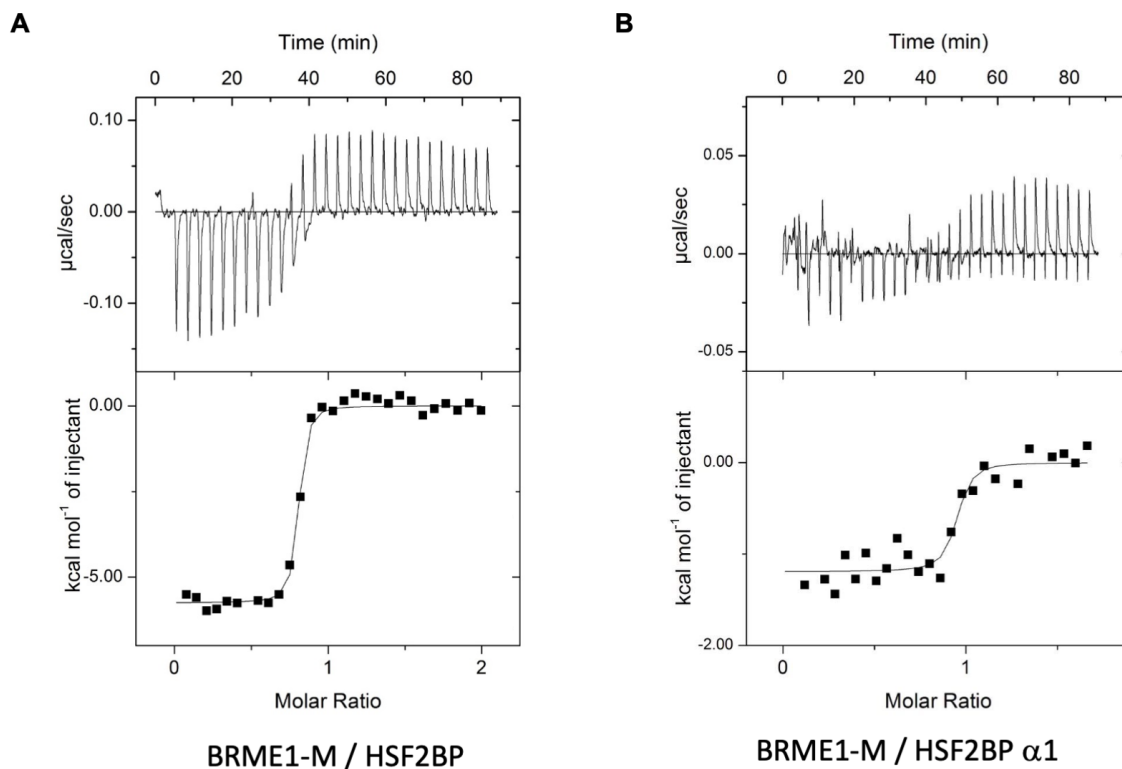 A
Time (min)
0 20 40 60 80
0.10
0.00
-0.10
µcal/sec
0.00
-5.00
kcal mol⁻¹ of injectant
0 1 2
Molar Ratio
BRME1-M / HSF2BP
B
Time (min)
0 20 40 60 80
0.05
0.00
-0.05
µcal/sec
0.00
-2.00
kcal mol⁻¹ of injectant
0 1
Molar Ratio
BRME1-M / HSF2BP α1